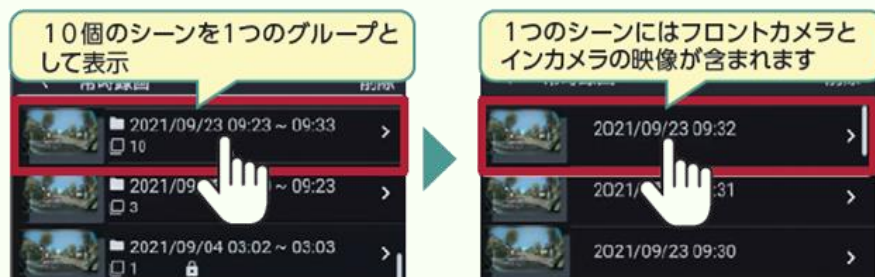 10個のシーンを1つのグループと
して表示
2021/09/23 09:23 ~ 09:33
10
2021/09 ~ 09:23
3
2021/09/04 03:02 ~ 03:03
1
1つのシーンにはフロントカメラと
インカメラの映像が含まれます
2021/09/23 09:32
2021/ :31
2021/09/23 09:30